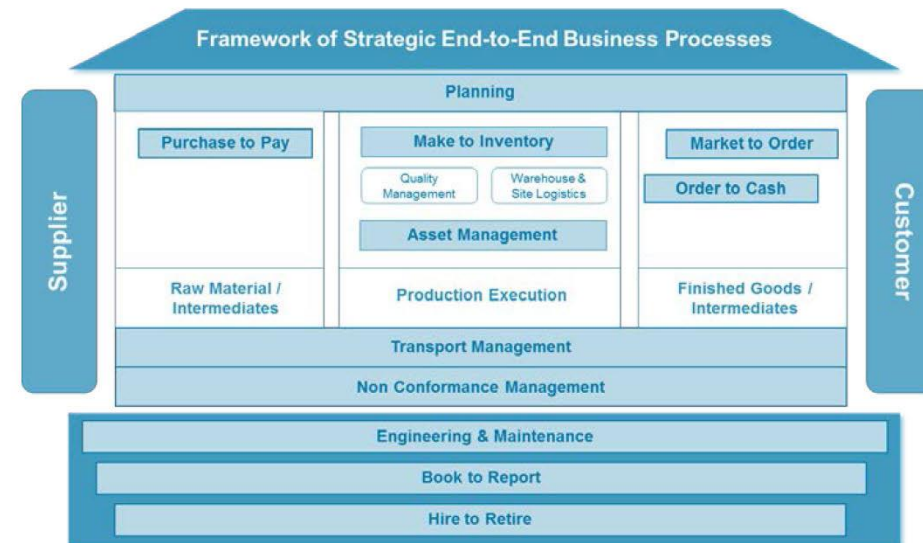 Framework of Strategic End-to-End Business Processes
Planning
Supplier
Purchase to Pay
Raw Material /
Intermediates
Make to Inventory
Quality
Management
Warehouse &
Site Logistics
Asset Management
Production Execution
Market to Order
Order to Cash
Finished Goods /
Intermediates
Customer
Transport Management
Non Conformance Management
Engineering & Maintenance
Book to Report
Hire to Retire